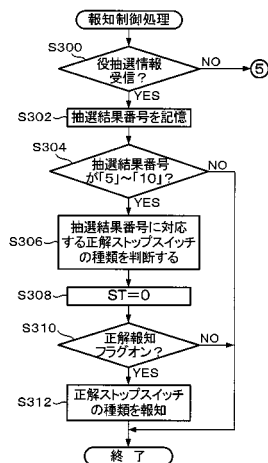 報知制御処理
S300
役抽選情報
受信?
NO
⑤
YES
S302
抽選結果番号を記憶
S304
抽選結果番号
が「5」~「10」?
NO
YES
S306
抽選結果番号に対応
する正解ストップスイッチ
の種類を判断する
S308
ST=0
S310
正解報知
フラグオン?
NO
YES
S312
正解ストップスイッチ
の種類を報知
終了